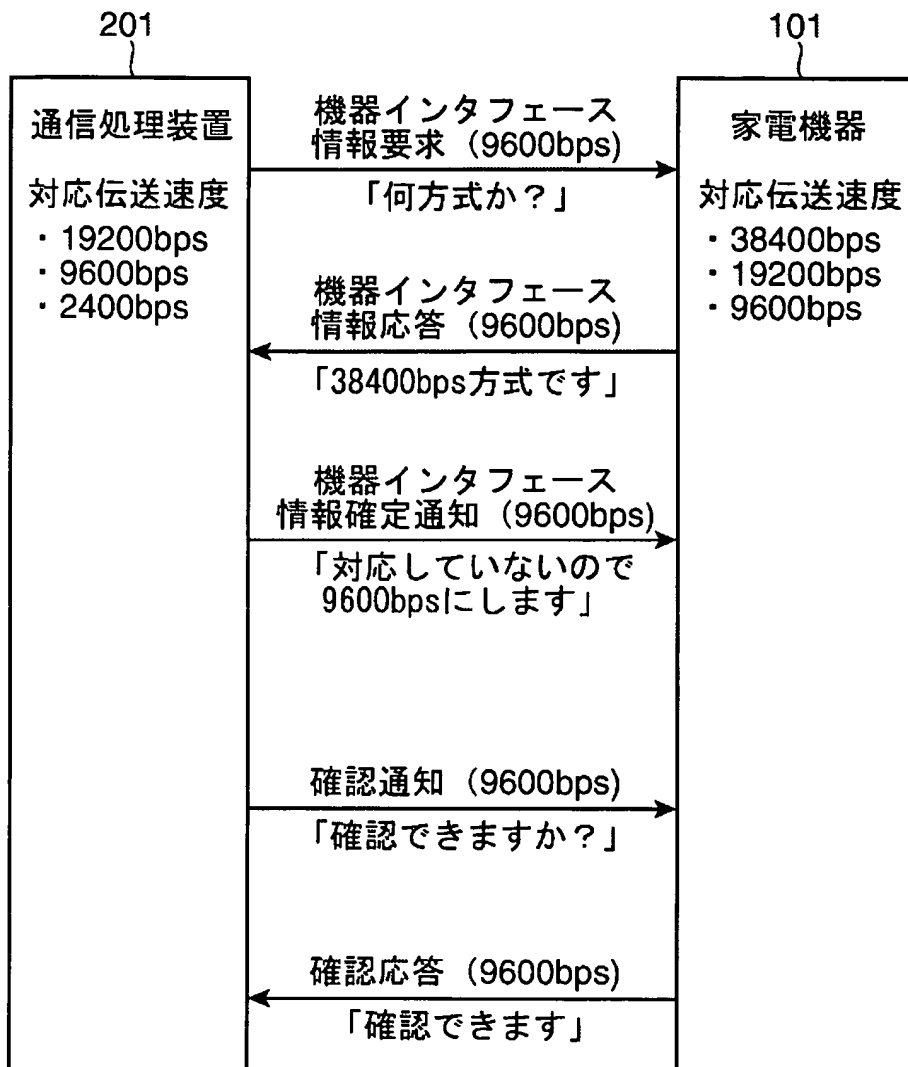 201
101
通信処理装置
対応伝送速度
・19200bps
・9600bps
・2400bps
家電機器
対応伝送速度
・38400bps
・19200bps
・9600bps
機器インタフェース
情報要求（9600bps)
「何方式か？」
機器インタフェース
情報応答（9600bps)
「38400bps方式です」
機器インタフェース
情報確定通知（9600bps)
「対応していないので
9600bpsにします」
確認通知（9600bps)
「確認できますか？」
確認応答（9600bps)
「確認できます」